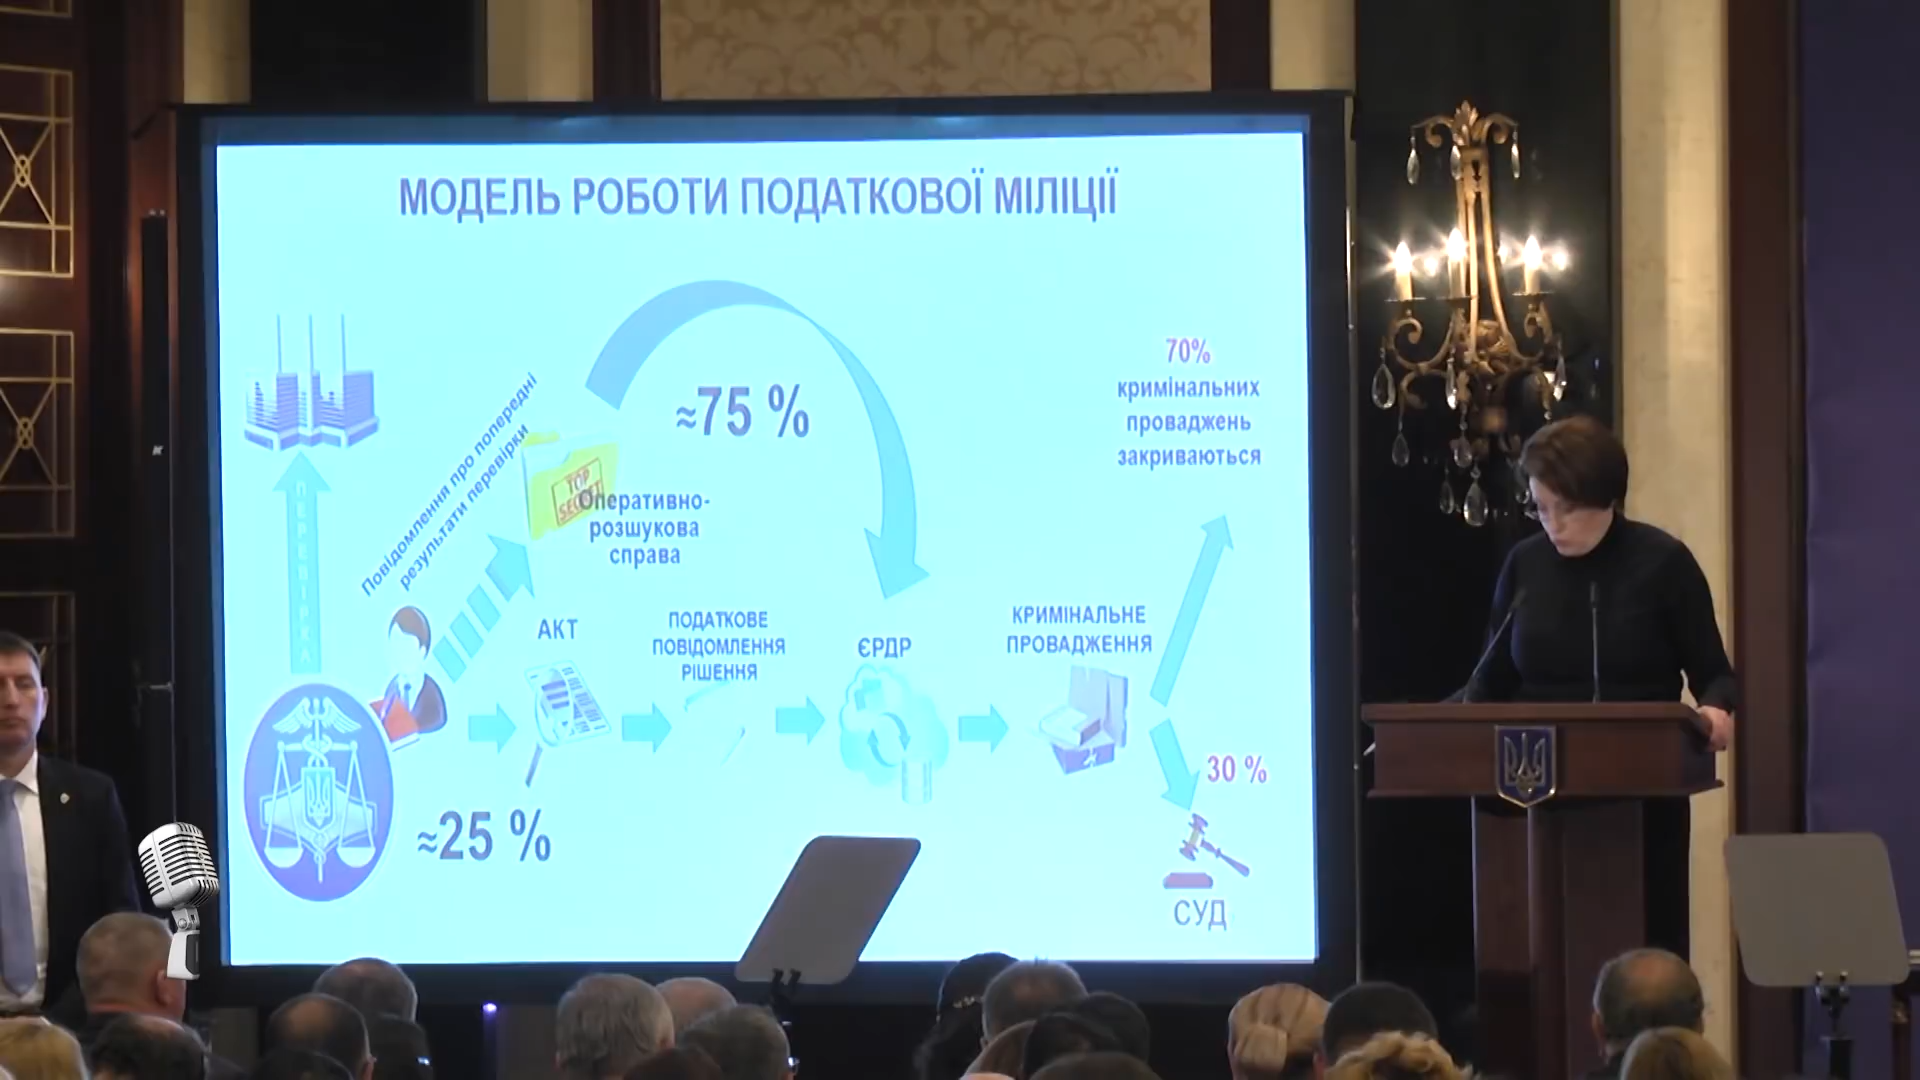 МОДЕЛЬ РОБОТИ ПОДАТКОВОЇ МІЛІЦІЇ
ПЕРЕВІРКА
Повідомлення про попередні
результати перевірки
TOP
SECRET
Оперативно-
розшукова
справа
≈75 %
70%
кримінальних
проваджень
закриваються
АКТ
ПОДАТКОВЕ
ПОВІДОМЛЕННЯ
РІШЕННЯ
ЄРДР
КРИМІНАЛЬНЕ
ПРОВАДЖЕННЯ
≈25 %
30 %
СУД